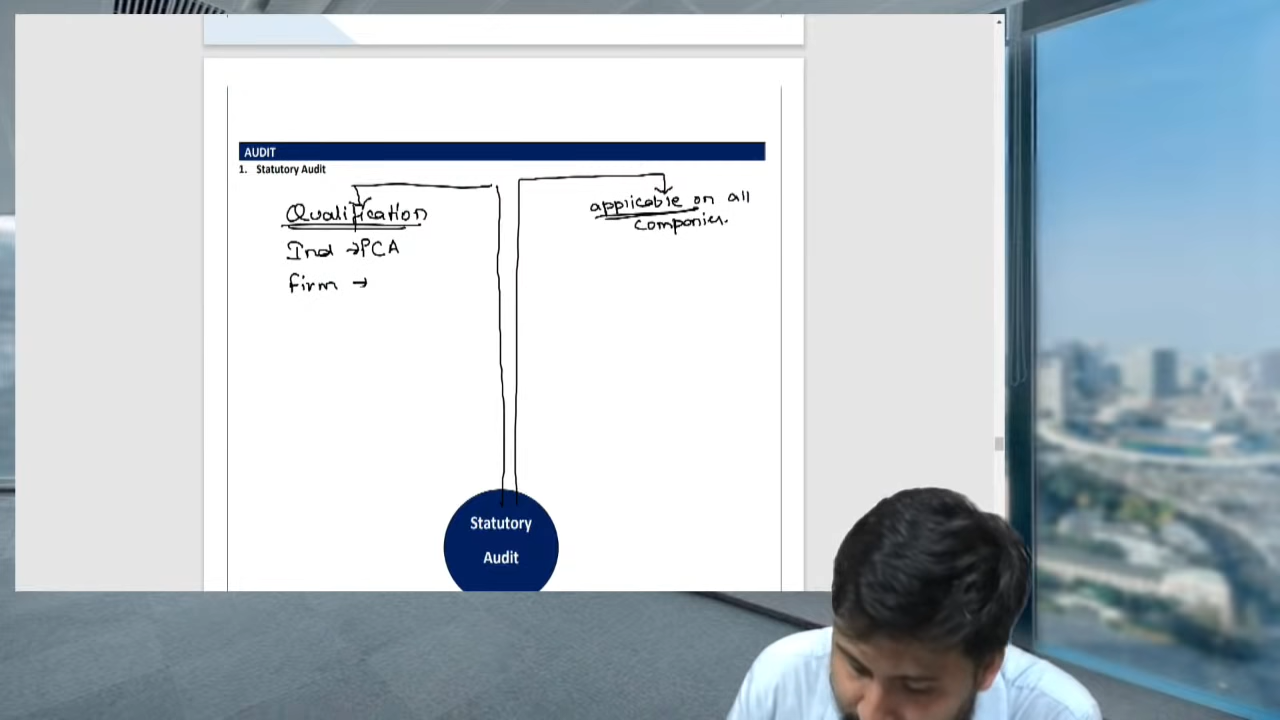 AUDIT
1. Statutory Audit
Qualification
Ind → PCA
Firm →
applicable on all
companies.
Statutory
Audit